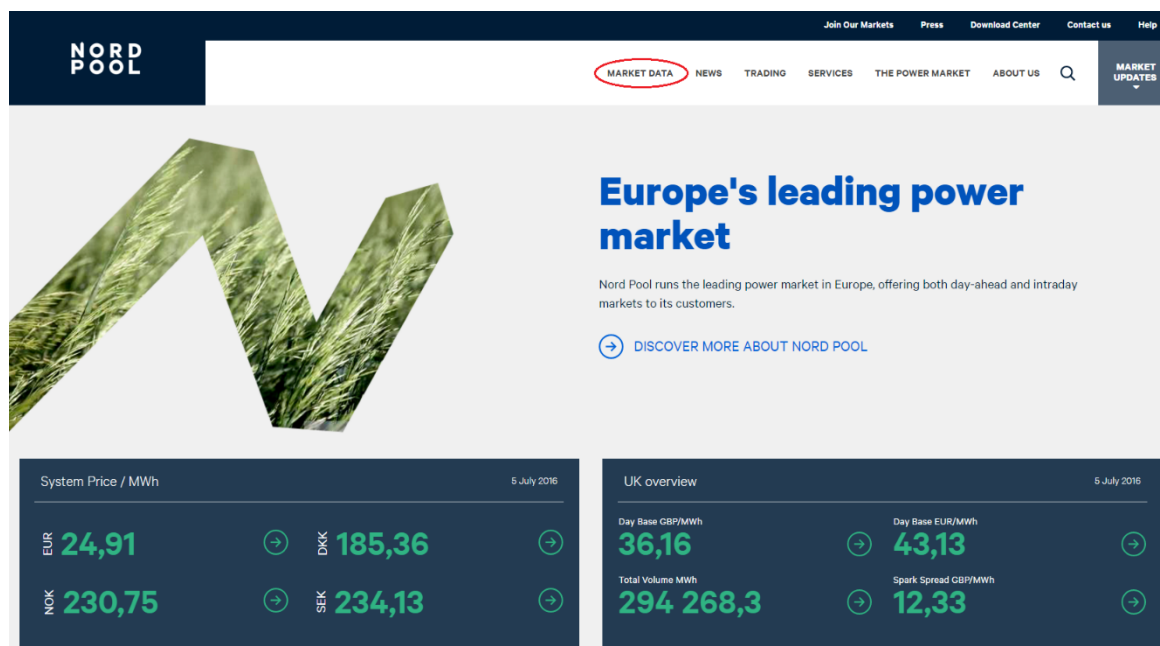 Join Our Markets Press Download Center Contact us Help
NORD
POOL
MARKET DATA NEWS TRADING SERVICES THE POWER MARKET ABOUT US
MARKET
UPDATES
Europe's leading power
market
Nord Pool runs the leading power market in Europe, offering both day-ahead and intraday
markets to its customers.
DISCOVER MORE ABOUT NORD POOL
System Price / MWh 5 July 2016
EUR 24,91 DKK 185,36
NOK 230,75 SEK 234,13
UK overview 5 July 2016
Day Base GBP/MWh Day Base EUR/MWh
36,16 43,13
Total Volume MWh Spark Spread GBP/MWh
294 268,3 12,33